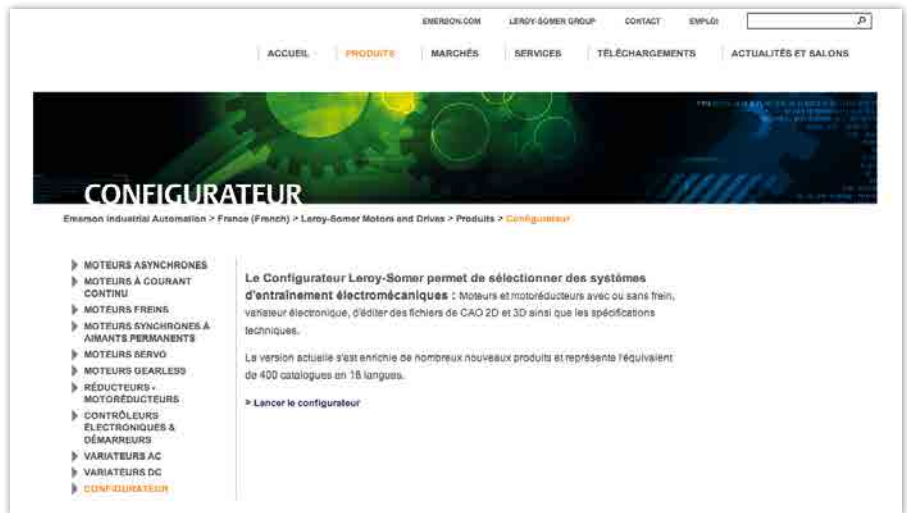 EMERSON.COM LEROY-SOMER GROUP CONTACT EMPLOI
ACCUEIL PRODUITS MARCHÉS SERVICES TÉLÉCHARGEMENTS ACTUALITÉS ET SALONS
CONFIGURATEUR
Emerson Industrial Automation > France (French) > Leroy-Somer Motors and Drives > Produits > Configurateur
MOTEURS ASYNCHRONES
MOTEURS À COURANT
CONTINU
MOTEURS FREINS
MOTEURS SYNCHRONES À
AIMANTS PERMANENTS
MOTEURS SERVO
MOTEURS GEARLESS
RÉDUCTEURS -
MOTORÉDUCTEURS
CONTRÔLEURS
ÉLECTRONIQUES &
DÉMARREURS
VARIATEURS AC
VARIATEURS DC
CONFIGURATEUR
Le Configurateur Leroy-Somer permet de sélectionner des systèmes
d'entraînement électromécaniques : Moteurs et motoréducteurs avec ou sans frein,
variateur électronique, d'éditer des fichiers de CAO 2D et 3D ainsi que les spécifications
techniques.
La version actuelle s'est enrichie de nombreux nouveaux produits et représente l'équivalent
de 400 catalogues en 16 langues.
> Lancer le configurateur